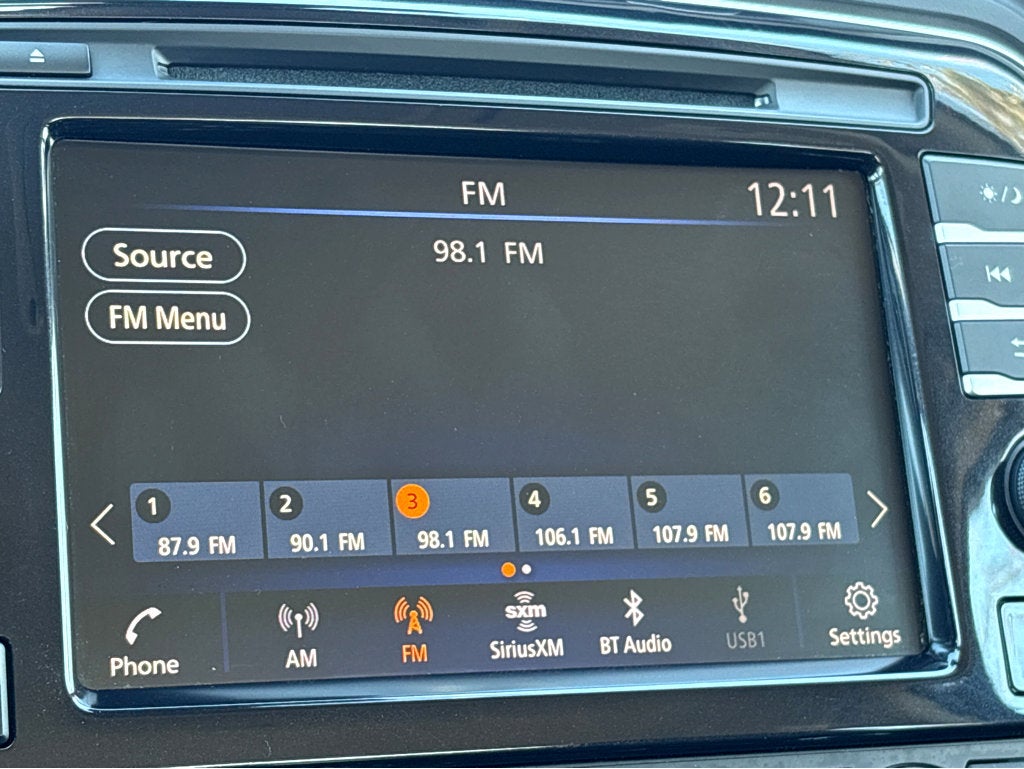 FM
12:11
Source
98.1 FM
FM Menu
1
2
3
4
5
6
87.9 FM
90.1 FM
98.1 FM
106.1 FM
107.9 FM
107.9 FM
sxm
Phone
AM
FM
SiriusXM
BT Audio
USB1
Settings